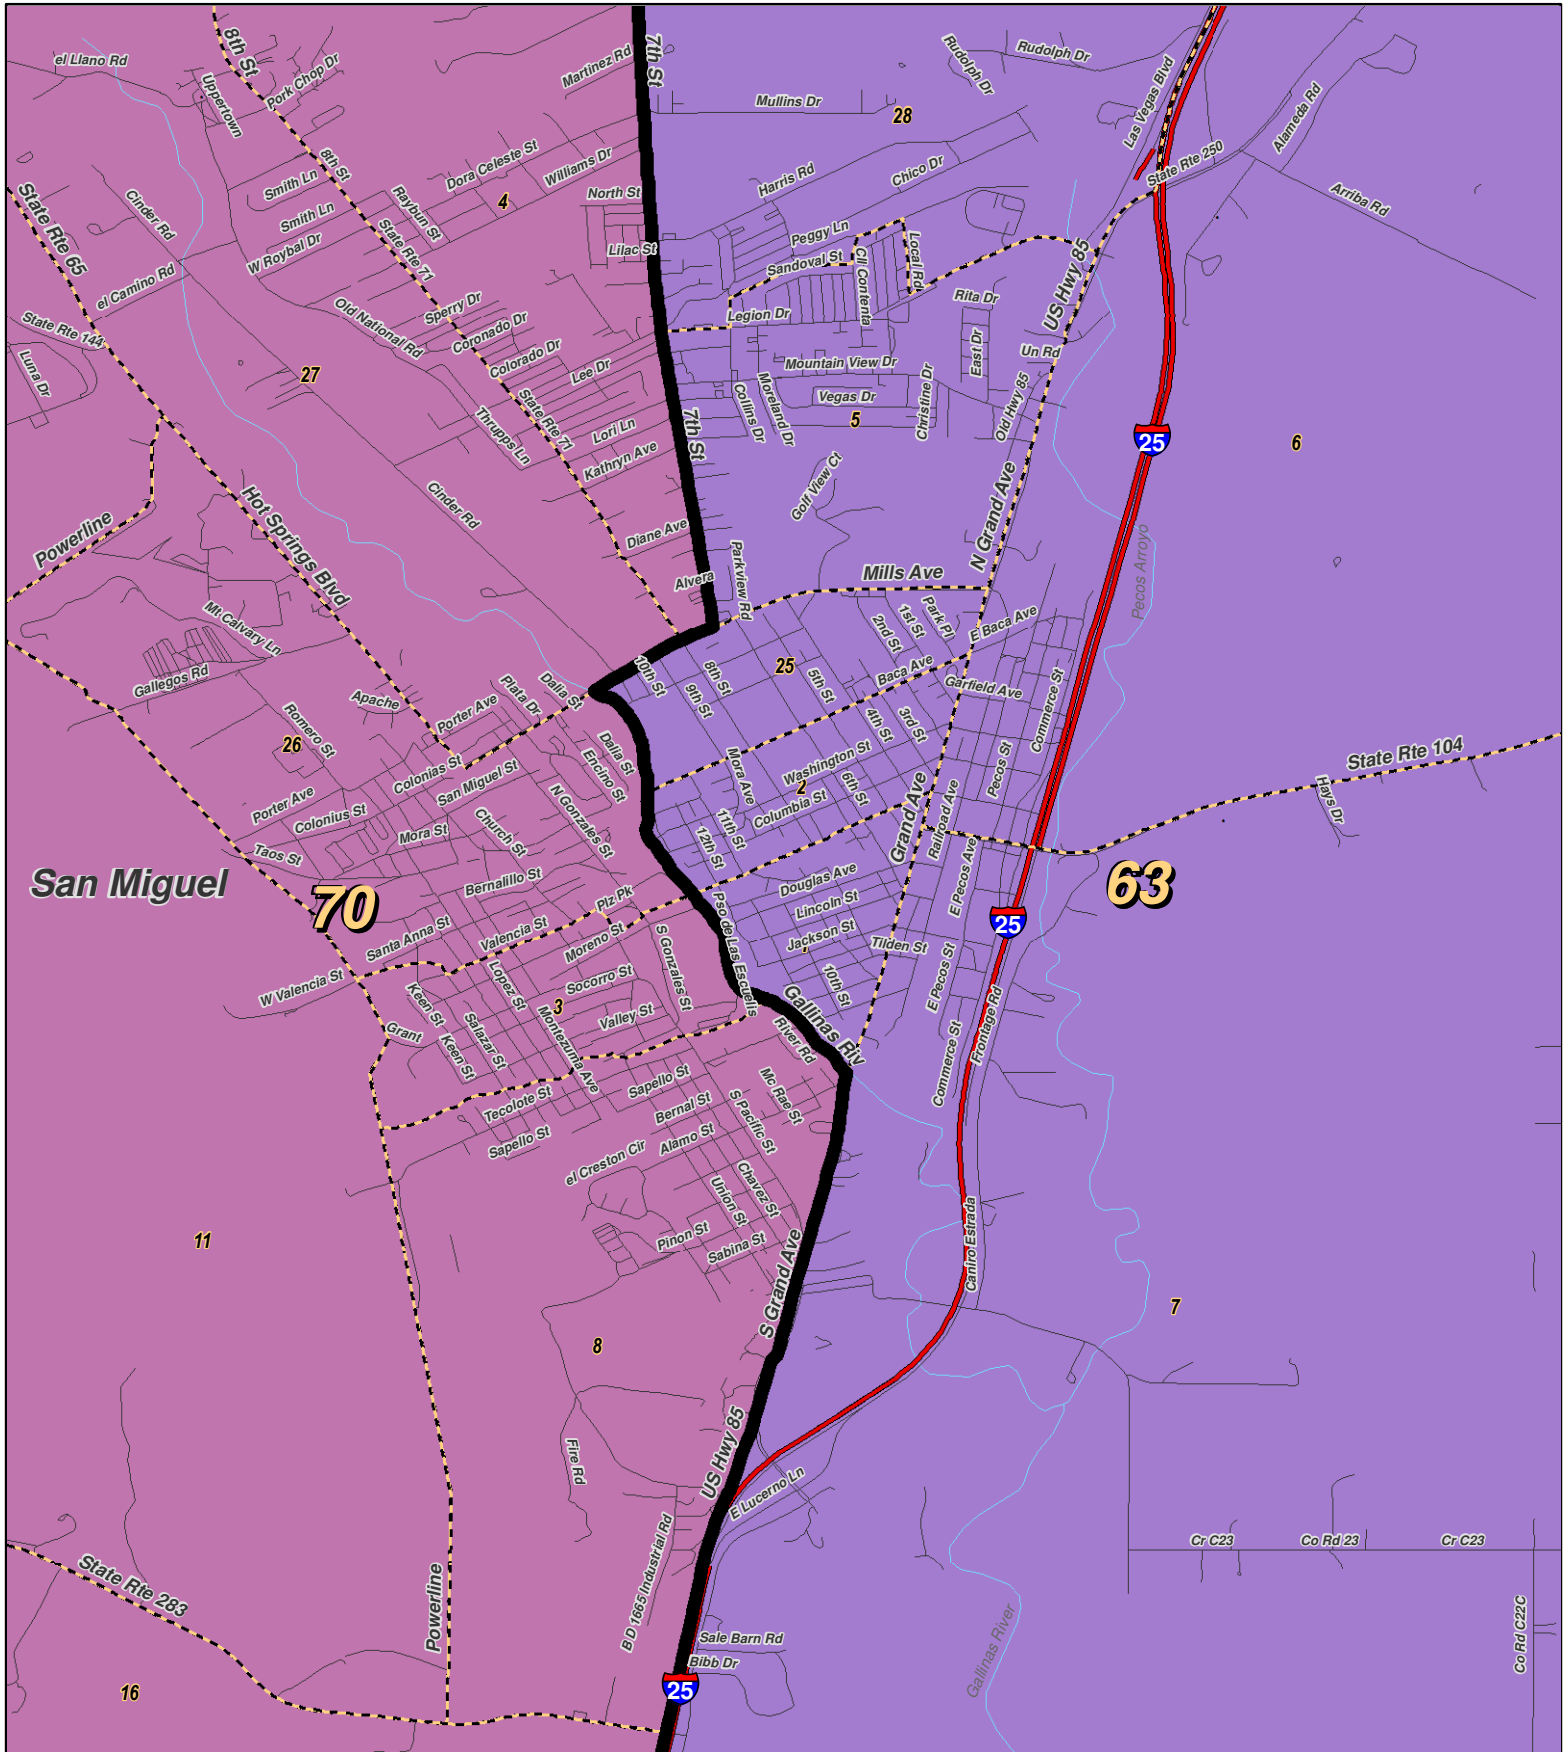 el Llano Rd
8th St
Uppertown
Pork Chop Dr
Martinez Rd
7th St
Rudolph Dr
Rudolph Dr
Las Vegas Blvd
Mullins Dr
28
Alameda Rd
State Rte 250
Arriba Rd
State Rte 65
Cinder Rd
Smith Ln
8th St
Smith Ln
W Roybal Dr
Dora Celeste St
Williams Dr
Raybun St
4
State Rte 71
North St
Lilac St
Harris Rd
Chico Dr
Peggy Ln
Sandoval St
Cll Contenta
Local Rd
US Hwy 85
el Camino Rd
State Rte 144
Luna Dr
Old National Rd
Sperry Dr
Coronado Dr
Colorado Dr
Lee Dr
27
Legion Dr
Rita Dr
East Dr
Un Rd
Mountain View Dr
Vegas Dr
5
Collins Dr
Moreland Dr
Christine Dr
Old Hwy 85
State Rte 71
Thrupps Ln
Lori Ln
Kathryn Ave
7th St
25
6
Golf View Ct
N Grand Ave
Cinder Rd
Hot Springs Blvd
Powerline
Diane Ave
Alvera
Parkview Rd
Mills Ave
Pecos Arroyo
Mt Calvary Ln
Gallegos Rd
1st St
Park Pl
2nd St
E Baca Ave
10th St
8th St
9th St
25
5th St
Baca Ave
Garfield Ave
4th St
3rd St
Commerce St
Apache
Porter Ave
Plata Dr
Dalia St
Romero St
26
Dalia St
Encino St
Colonias St
San Miguel St
N Gonzales St
Porter Ave
Colonius St
Mora St
Church St
Taos St
Mora Ave
Washington St
2
Columbia St
6th St
11th St
12th St
Grand Ave
Railroad Ave
Pecos St
State Rte 104
Hays Dr
San Miguel
70
63
Bernalillo St
Plz Pk
Douglas Ave
Lincoln St
Jackson St
Tilden St
E Pecos Ave
25
Santa Anna St
Valencia St
Moreno St
S Gonzales St
Pso de Las Escuelis
W Valencia St
Lopez St
Socorro St
3
Keen St
Valley St
Salazar St
Montezuma Ave
Grant
Keen St
10th St
E Pecos St
Gallinas Riv
River Rd
Frontage Rd
Commerce St
Tecolote St
Sapello St
Sapello St
Bernal St
Mc Rae St
S Pacific St
Alamo St
el Creston Cir
Union St
Chavez St
Pinon St
Sabina St
S Grand Ave
Caniro Estrada
11
7
8
US Hwy 85
Fire Rd
E Lucerno Ln
B D 1665 Industrial Rd
Cr C23
Co Rd 23
Cr C23
Co Rd C22C
State Rte 283
Powerline
Sale Barn Rd
Bibb Dr
25
Gallinas River
16